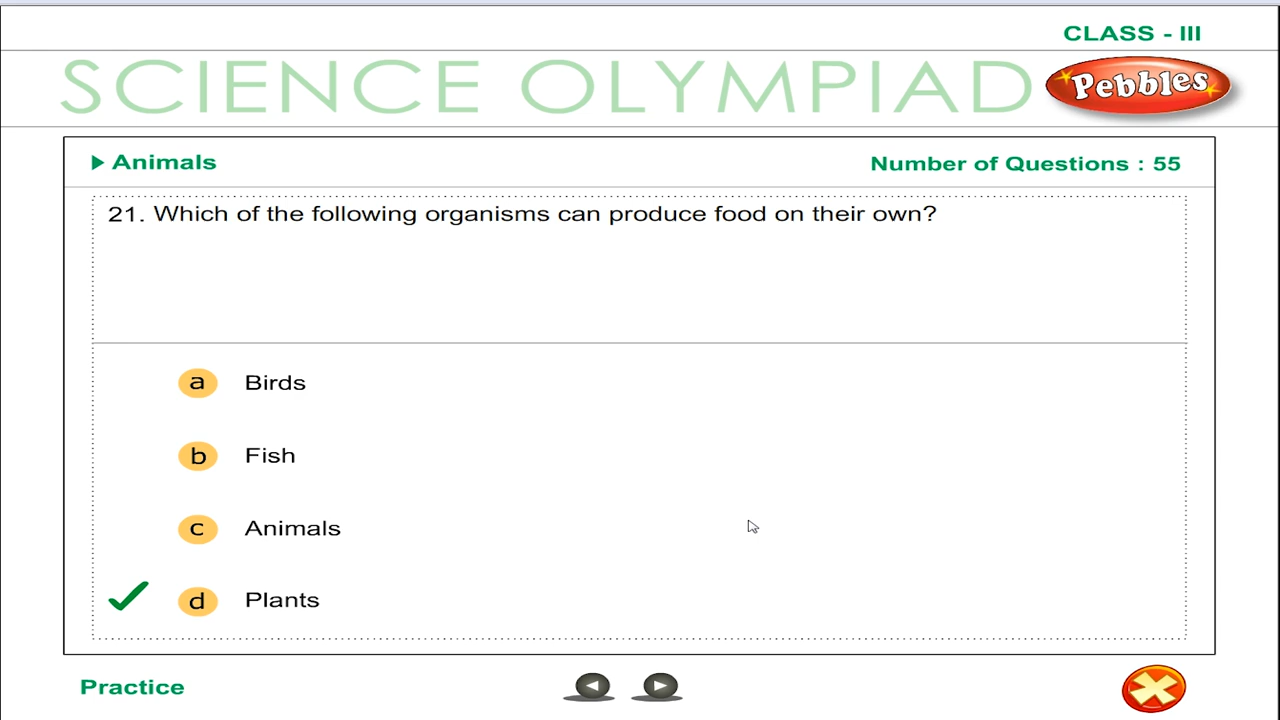 CLASS - III
SCIENCE OLYMPIAD
Pebbles
Animals
Number of Questions : 55
21. Which of the following organisms can produce food on their own?
a Birds
b Fish
c Animals
d Plants
Practice